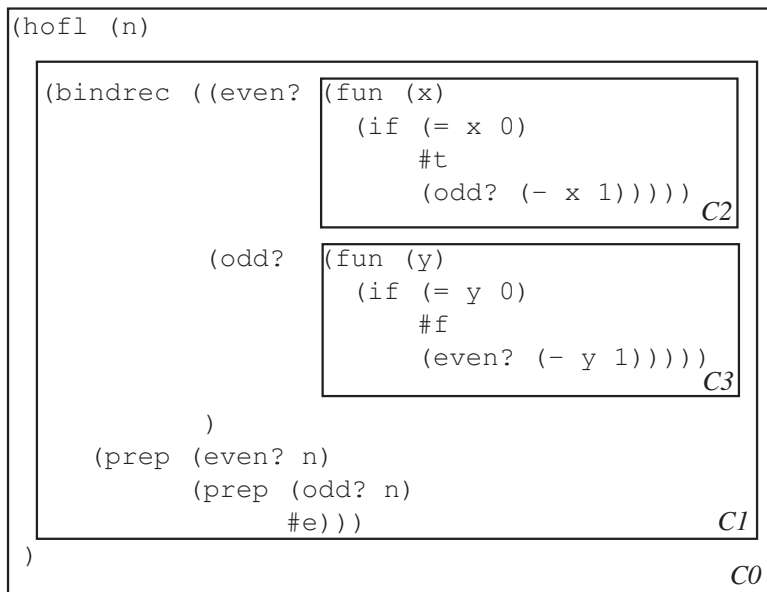 (hofl (n)
(bindrec ((even? (fun (x)
(if (= x 0)
#t
(odd? (- x 1)))))
C2
(odd? (fun (y)
(if (= y 0)
#f
(even? (- y 1)))))
C3
)
(prep (even? n)
(prep (odd? n)
#e)))
C1
)
C0